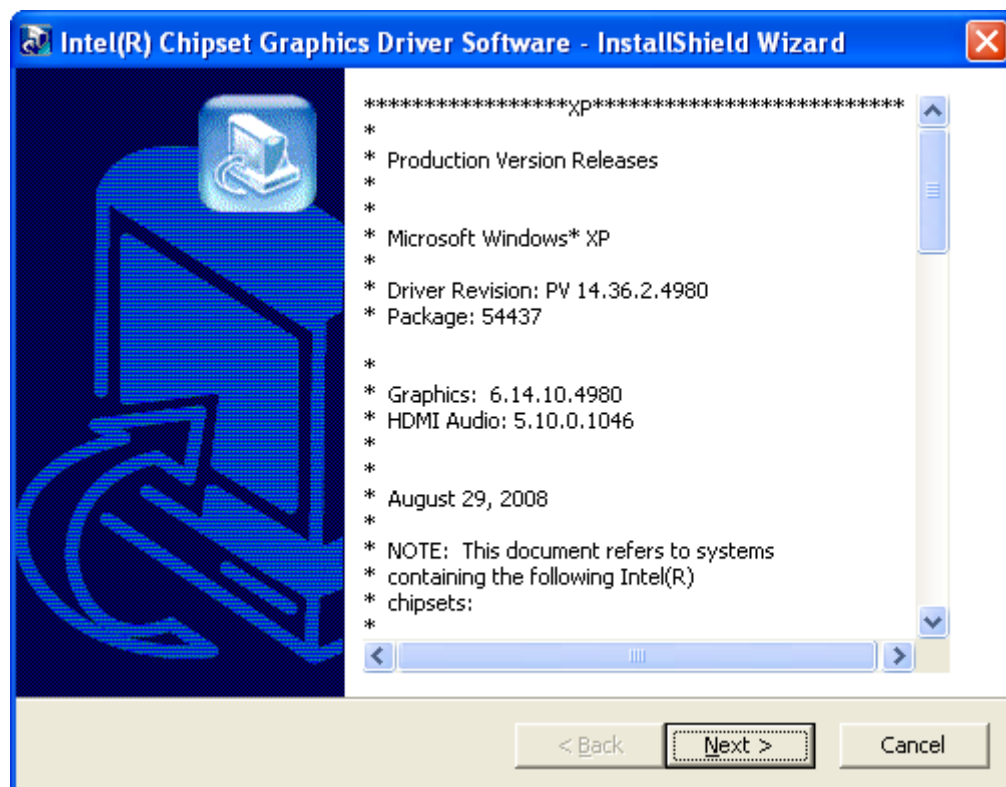 Intel(R) Chipset Graphics Driver Software - InstallShield Wizard
*****************XP**************************
*
* Production Version Releases
*
*
* Microsoft Windows* XP
*
* Driver Revision: PV 14.36.2.4980
* Package: 54437
*
* Graphics: 6.14.10.4980
* HDMI Audio: 5.10.0.1046
*
*
* August 29, 2008
*
* NOTE: This document refers to systems
* containing the following Intel(R)
* chipsets:
*
< Back
Next >
Cancel